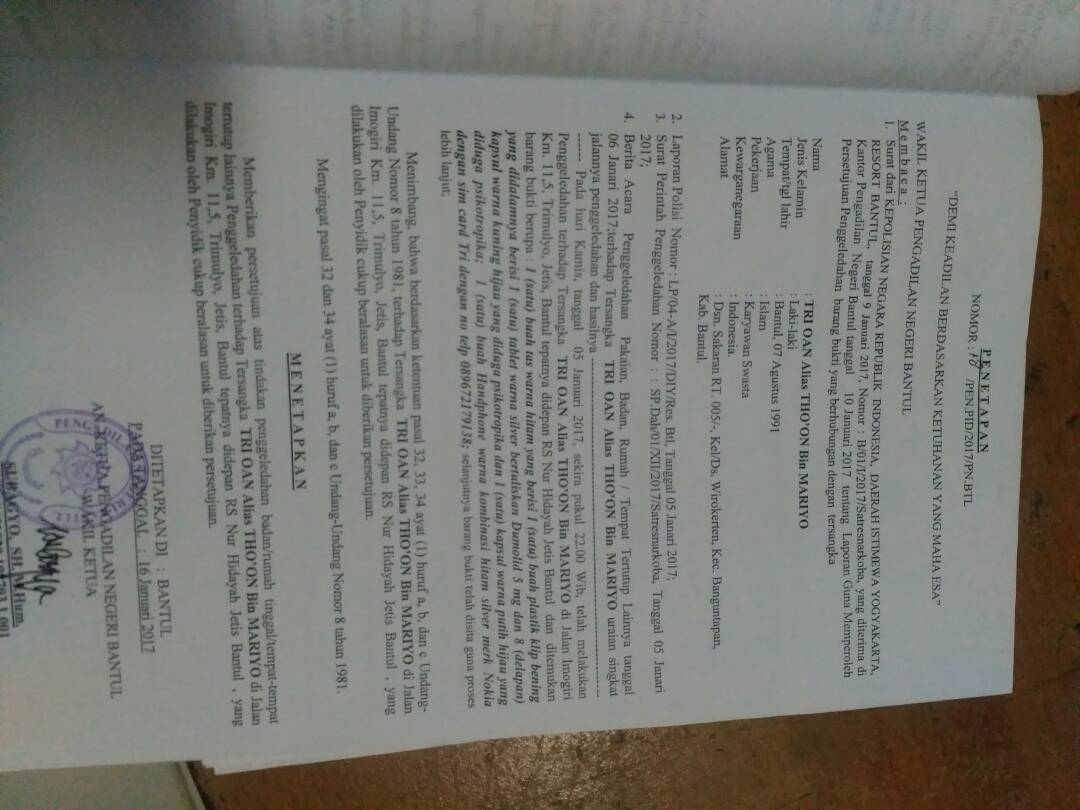 PENETAPAN
NOMOR : 18 /PEN.PID/2017/PN.BTL
"DEMI KEADILAN BERDASARKAN KETUHANAN YANG MAHA ESA"
WAKIL KETUA PENGADILAN NEGERI BANTUL
Membaca :
1. Surat dari KEPOLISIAN NEGARA REPUBLIK INDONESIA, DAERAH ISTIMEWA YOGYAKARTA,
RESORT BANTUL, tanggal 9 Januari 2017, Nomor : B/01/I/2017/Satresnarkoba, yang diterima di
Kantor Pengadilan Negeri Bantul tanggal 10 Januari 2017 tentang Laporan Guna Memperoleh
Persetujuan Penggeledahan barang bukti yang berhubungan dengan tersangka
Nama : TRI OAN Alias THO'ON Bin MARIYO
Jenis Kelamin : Laki-laki
Tempat/tgl lahir : Bantul, 07 Agustus 1991
Agama : Islam
Pekerjaan : Karyawan Swasta
Kewarganegaraan : Indonesia.
Alamat : Dsn. Sakaran RT. 005/-, Kel/Ds. Wirokerten, Kec. Banguntapan,
Kab. Bantul.
2. Laporan Polisi Nomor : LP/04-A/I/2017/DIY/Res. Btl, Tanggal 05 Janari 2017;
3. Surat Perintah Penggeledahan Nomor : : SP.Dah/01/XII/2017/Satresnarkoba, Tanggal 05 Janari
2017;
4. Berita Acara Penggeledahan Pakaian, Badan, Rumah / Tempat Tertutup Lainnya tanggal
06 Janari 2017;terhadap Tersangka TRI OAN Alias THO'ON Bin MARIYO uraian singkat
jalannya penggeledahan dan hasilnya ------------------------------------------------------------
------ Pada hari Kamis, tanggal 05 Januari 2017, sekira pukul 22.00 Wib, telah melakukan
Penggeledahan terhadap Tersangka TRI OAN Alias THO'ON Bin MARIYO di Jalan Imogiri
Km. 11,5, Trimulyo, Jetis, Bantul tepatnya didepan RS Nur Hidayah Jetis Bantul dan ditemukan
barang bukti berupa : 1 (satu) buah tas warna hitam yang berisi 1 (satu) buah plastik klip bening
yang didalamnya berisi 1 (satu) tablet warna silver bertuliskan Dumolid 5 mg dan 8 (delapan)
kapsul warna kuning hijau yang diduga psikotropika dan 1 (satu) kapsul warna putih hijau yang
diduga psikotropika; 1 (satu) buah Handphone warna kombinasi hitam silver merk Nokia
dengan sim card Tri dengan no telp 089672179138; selanjutnya barang bukti telah disita guna proses
lebih lanjut;
Menimbang, bahwa berdasarkan ketentuan pasal 32, 33, 34 ayat (1) huruf a, b, dan c Undang-
Undang Nomor 8 tahun 1981, terhadap Tersangka TRI OAN Alias THO'ON Bin MARIYO di Jalan
Imogiri Km. 11,5, Trimulyo, Jetis, Bantul tepatnya didepan RS Nur Hidayah Jetis Bantul , yang
dilakukan oleh Penyidik cukup beralasan untuk diberikan persetujuan.
Mengingat pasal 32 dan 34 ayat (1) huruf a, b, dan c Undang-Undang Nomor 8 tahun 1981.
MENETAPKAN
Memberikan persetujuan atas tindakan penggeledahan badan/rumah tinggal/tempat-tempat
tertutup lainnya Penggeledahan terhadap Tersangka TRI OAN Alias THO'ON Bin MARIYO di Jalan
Imogiri Km. 11,5, Trimulyo, Jetis, Bantul tepatnya didepan RS Nur Hidayah Jetis Bantul , yang
dilakukan oleh Penyidik cukup beralasan untuk diberikan persetujuan.
DITETAPKAN DI : BANTUL
PADA TANGGAL : 16 Januari 2017
AN. KETUA PENGADILAN NEGERI BANTUL
WAKIL KETUA
SUBAGYO, SH.M.Hum.